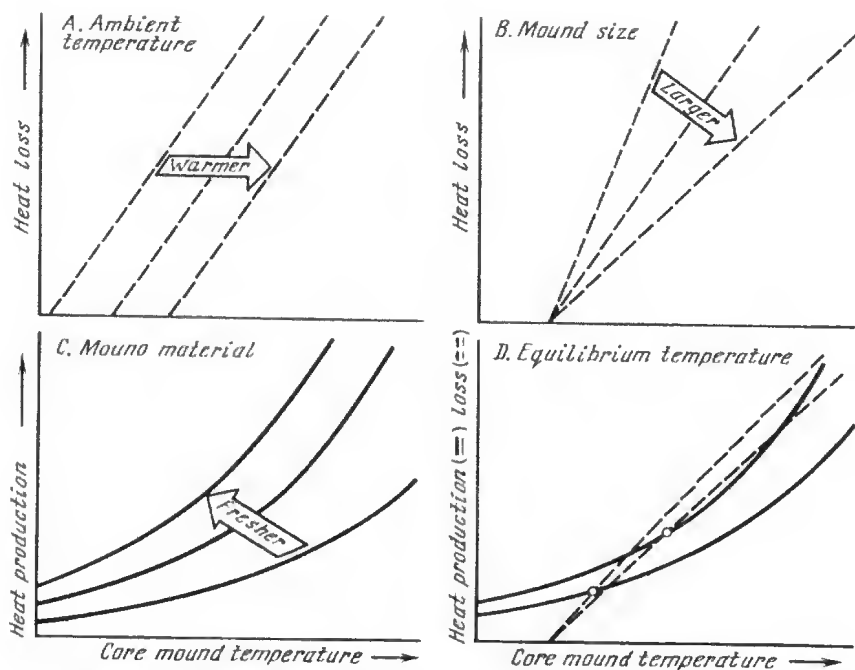 A. Ambient
temperature
Heat loss
Warmer
B. Mound size
Heat loss
Larger
C. Mouno material
Heat production
Fresher
Core mound temperature
D. Equilibrium temperature
Heat production (=) loss (==)
Core mound temperature